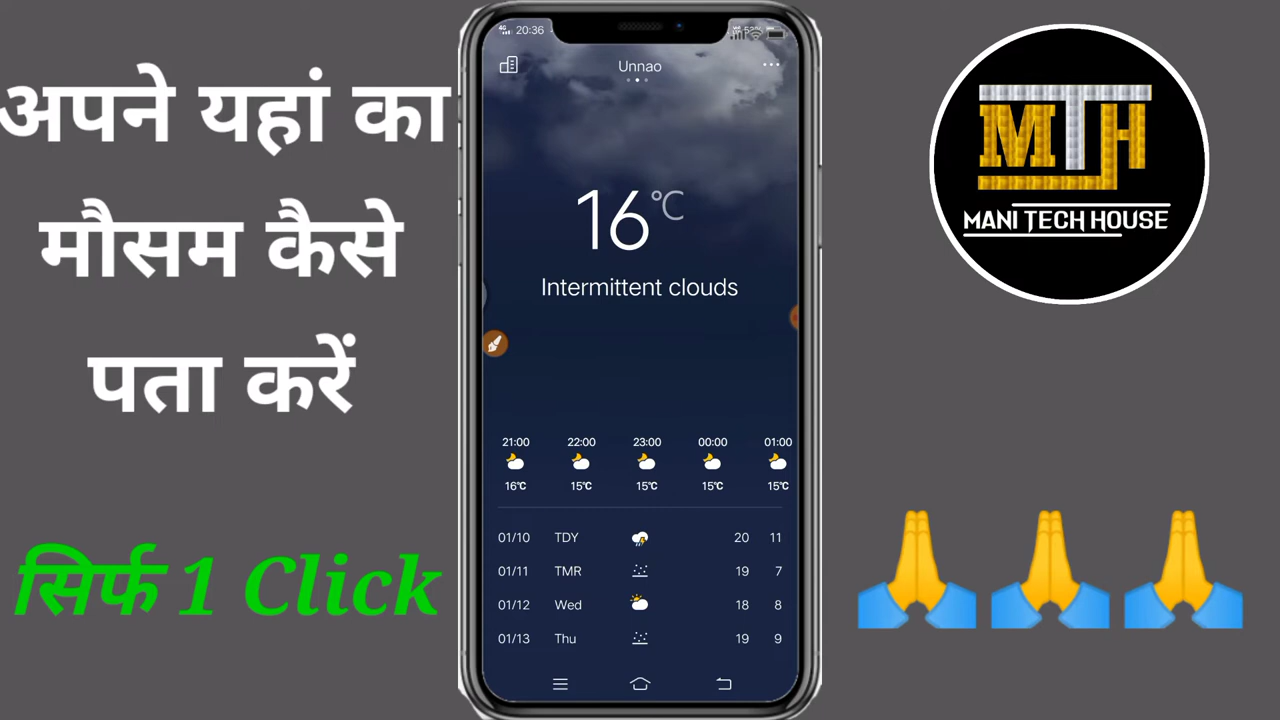 अपने यहां का
मौसम कैसे
पता करें
सिर्फ 1 Click
4G 20:36
Unnao
16°C
Intermittent clouds
21:00 22:00 23:00 00:00 01:00
16°C 15°C 15°C 15°C 15°C
01/10 TDY 20 11
01/11 TMR 19 7
01/12 Wed 18 8
01/13 Thu 19 9
MTH
MANI TECH HOUSE